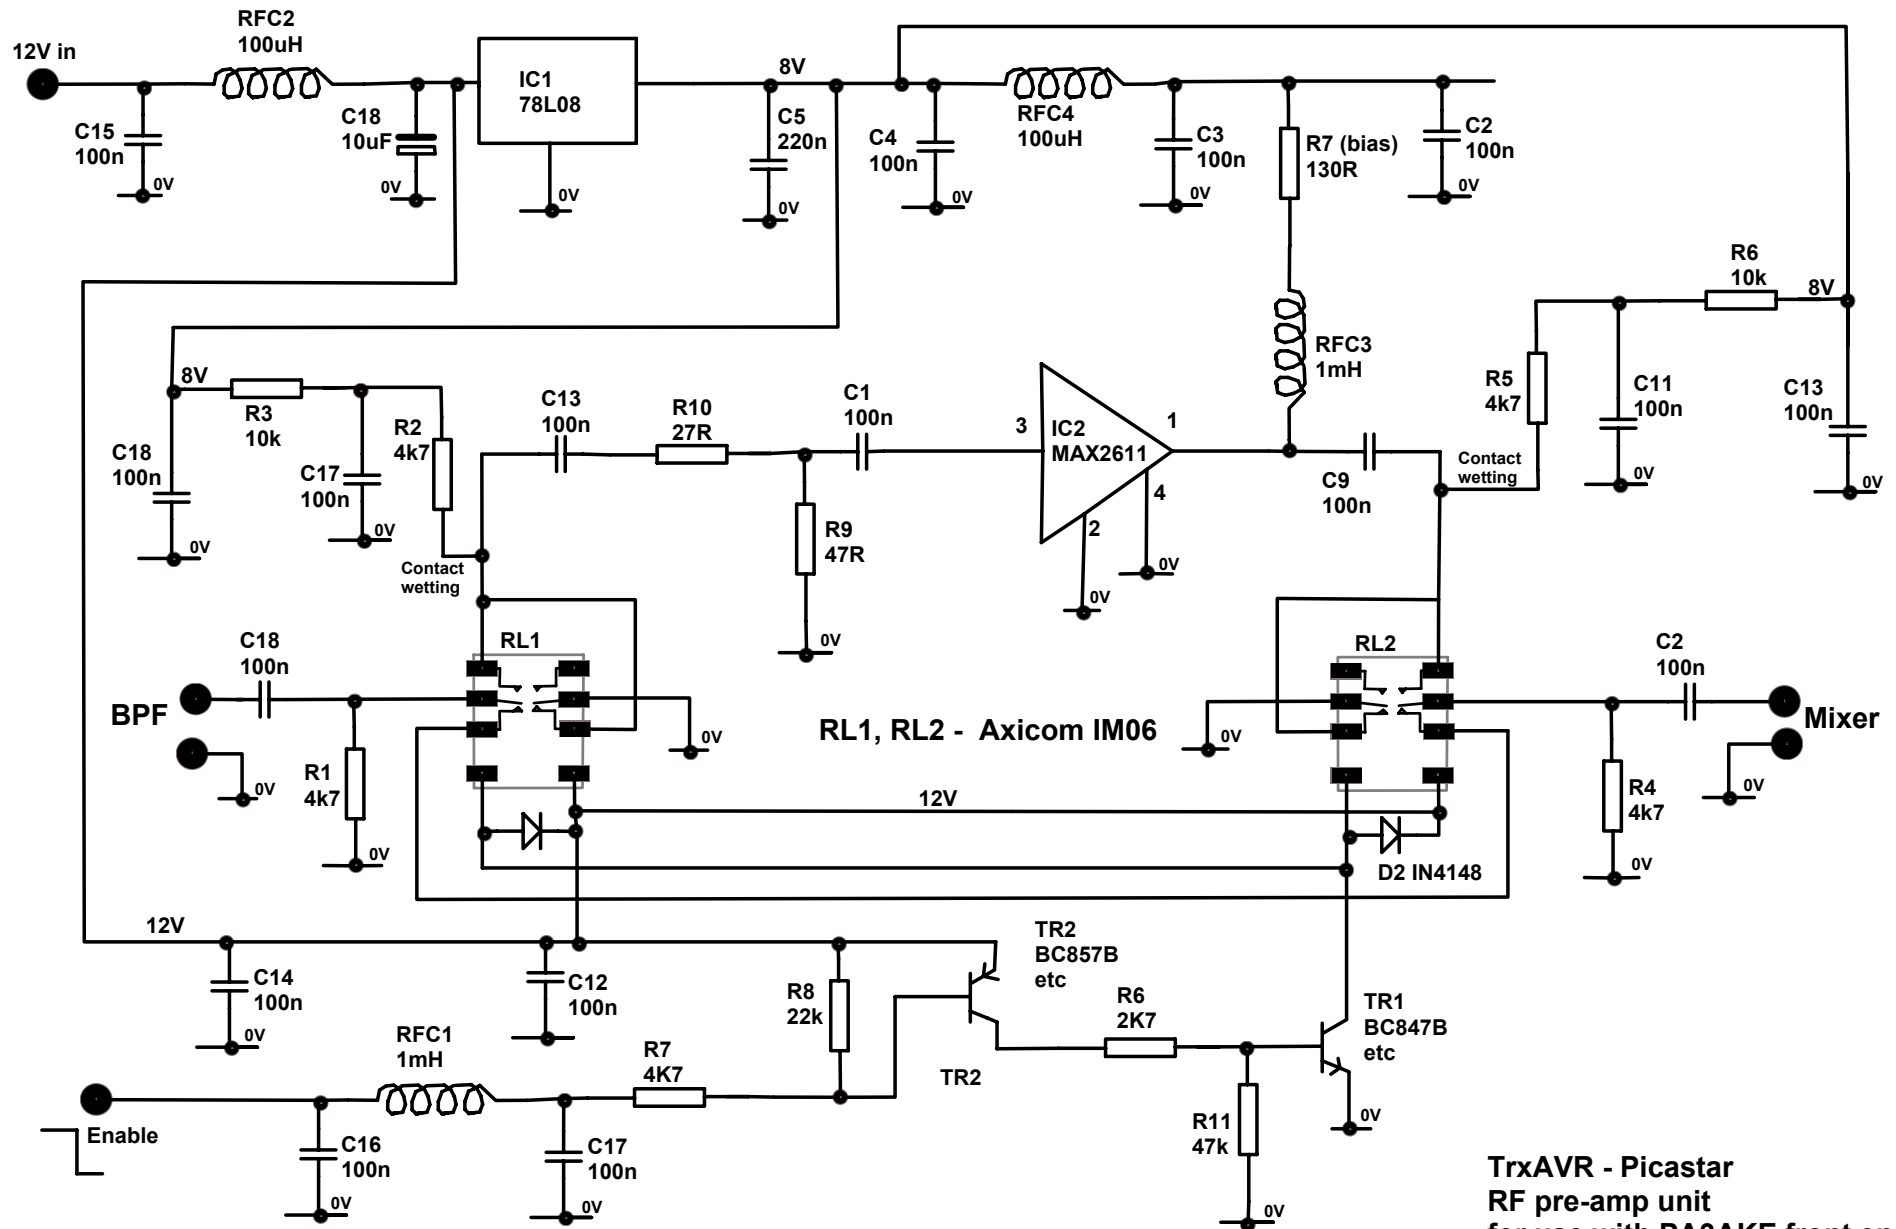 RFC2
100uH
12V in
IC1
78L08
8V
C15
100n
C18
10uF
C5
220n
C4
100n
RFC4
100uH
C3
100n
R7 (bias)
130R
C2
100n
0V
0V
0V
0V
0V
0V
0V
R6
10k
8V
RFC3
1mH
8V
R3
10k
C18
100n
C17
100n
R2
4k7
C13
100n
R10
27R
C1
100n
3
IC2
MAX2611
1
4
2
R9
47R
C9
100n
Contact
wetting
R5
4k7
C11
100n
C13
100n
0V
0V
0V
0V
0V
0V
0V
Contact
wetting
RL1
RL2
C18
100n
C2
100n
BPF
RL1, RL2 -  Axicom IM06
Mixer
0V
0V
0V
0V
R1
4k7
R4
4k7
12V
0V
0V
D2 IN4148
12V
C14
100n
C12
100n
R8
22k
TR2
BC857B
etc
R6
2K7
TR1
BC847B
etc
0V
0V
RFC1
1mH
R7
4K7
TR2
Enable
C16
100n
C17
100n
R11
47k
0V
0V
0V
0V
TrxAVR - Picastar
RF pre-amp unit